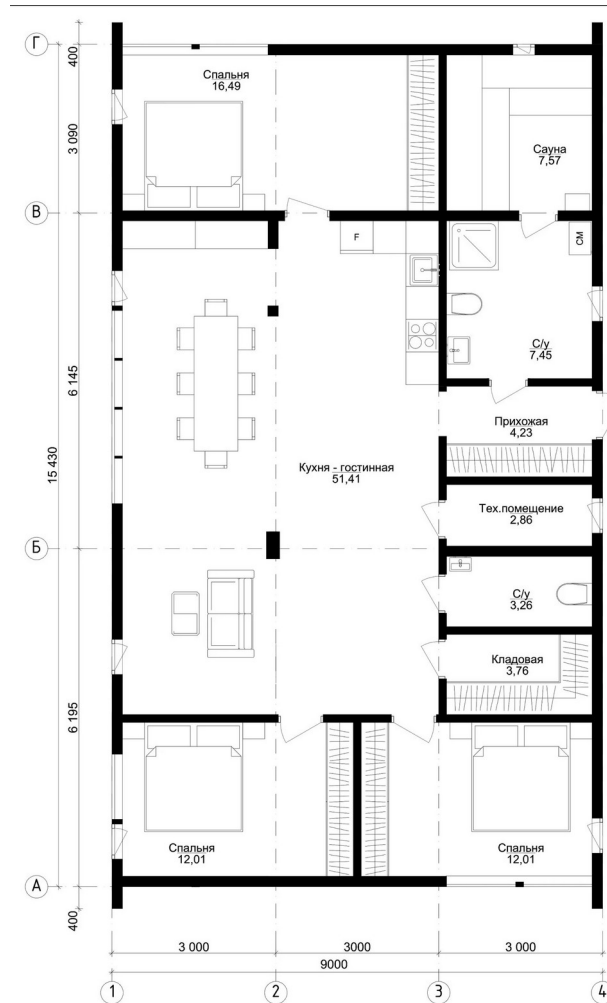 Г
400
Спальня
16,49
3 090
Сауна
7,57
В
F
СМ
С/у
7,45
6 145
Прихожая
4,23
15 430
Кухня - гостинная
51,41
Тех.помещение
2,86
Б
С/у
3,26
Кладовая
3,76
6 195
Спальня
12,01
Спальня
12,01
А
400
3 000
3000
3 000
9000
1
2
3
4